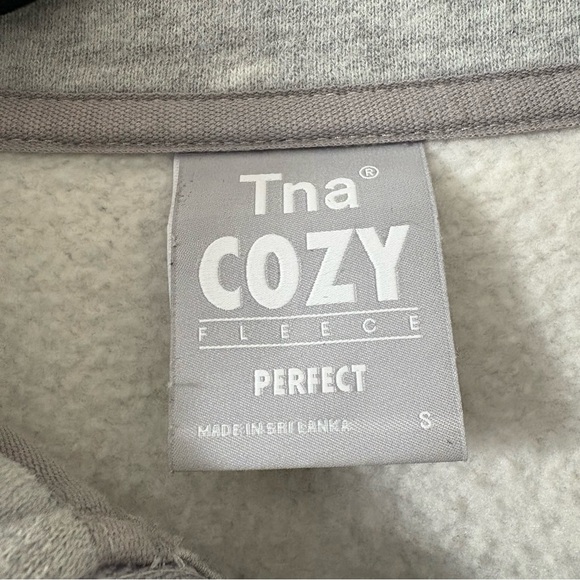 Tna®
COZY
FLEECE
PERFECT
MADE IN SRI LANKA S